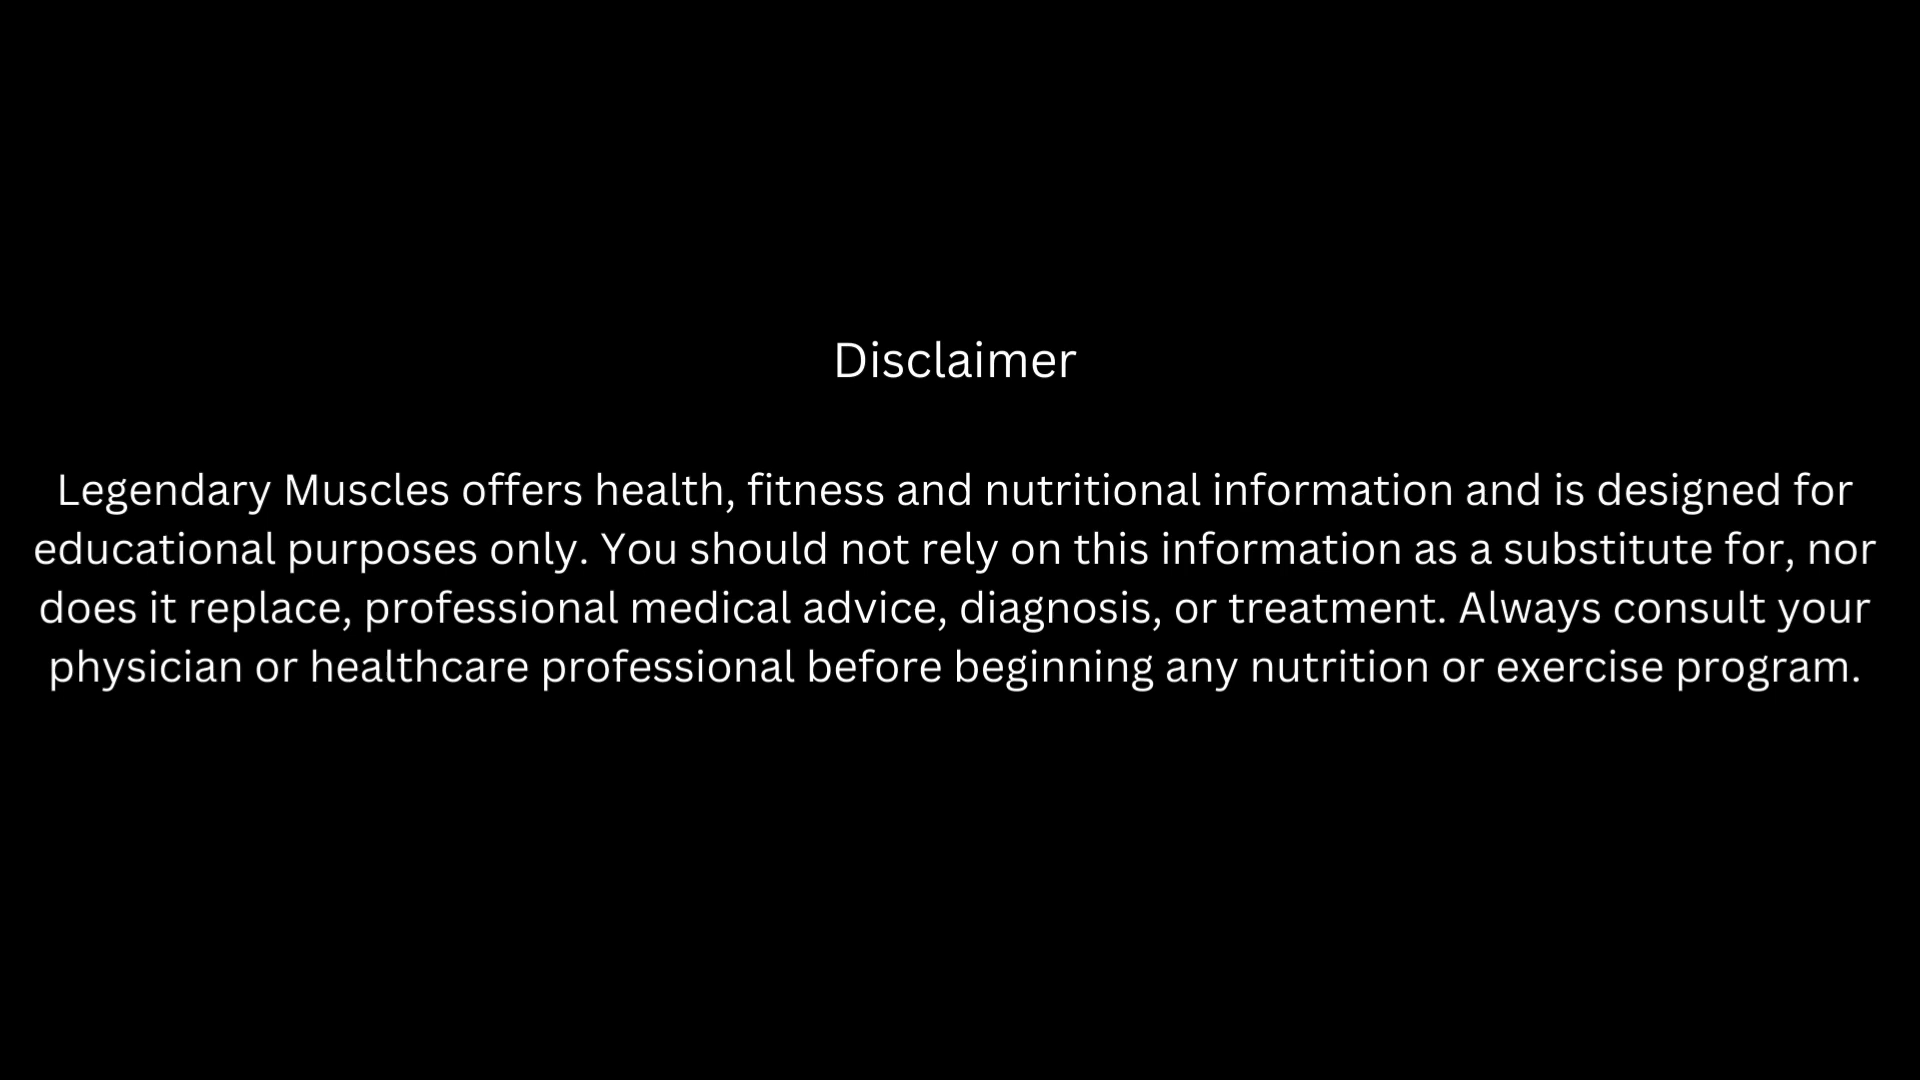 Disclaimer
Legendary Muscles offers health, fitness and nutritional information and is designed for
educational purposes only. You should not rely on this information as a substitute for, nor
does it replace, professional medical advice, diagnosis, or treatment. Always consult your
physician or healthcare professional before beginning any nutrition or exercise program.